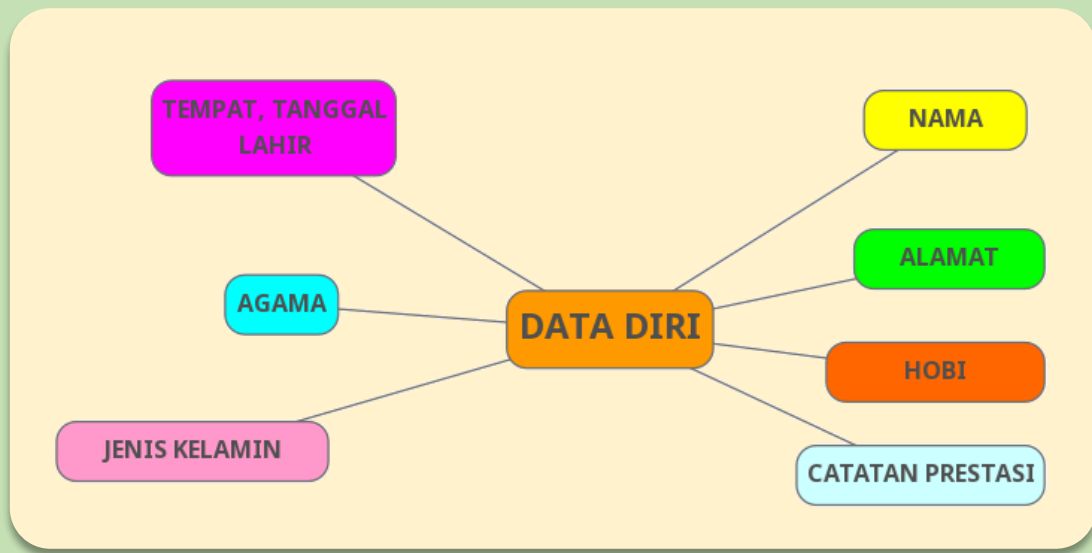 DATA DIRI
TEMPAT, TANGGAL
LAHIR
AGAMA
JENIS KELAMIN
NAMA
ALAMAT
HOBI
CATATAN PRESTASI